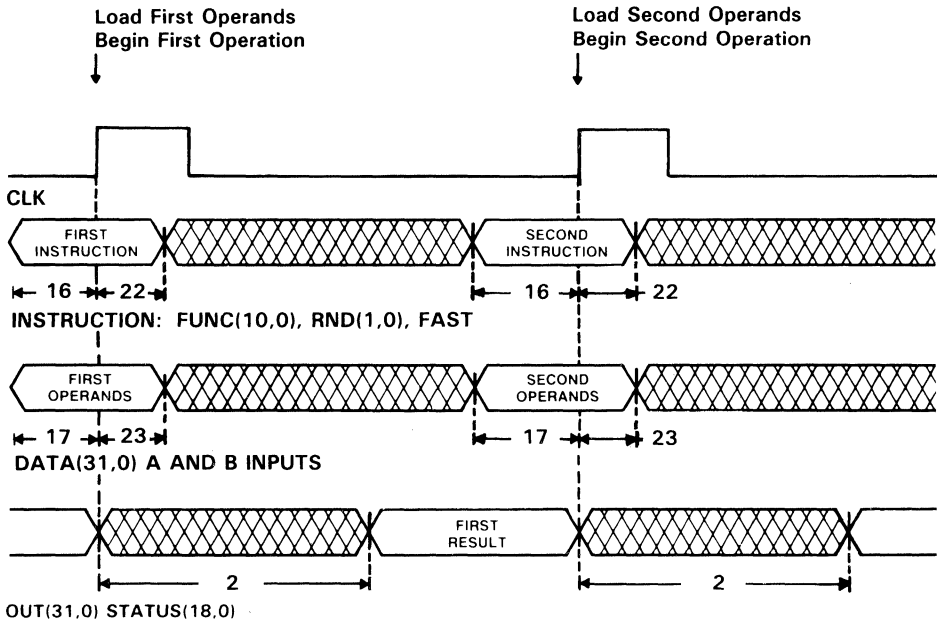 Load First Operands
Begin First Operation
Load Second Operands
Begin Second Operation
CLK
FIRST
INSTRUCTION
SECOND
INSTRUCTION
16
22
16
22
INSTRUCTION: FUNC(10,0), RND(1,0), FAST
FIRST
OPERANDS
SECOND
OPERANDS
17
23
17
23
DATA(31,0) A AND B INPUTS
FIRST
RESULT
2
2
OUT(31,0) STATUS(18,0)